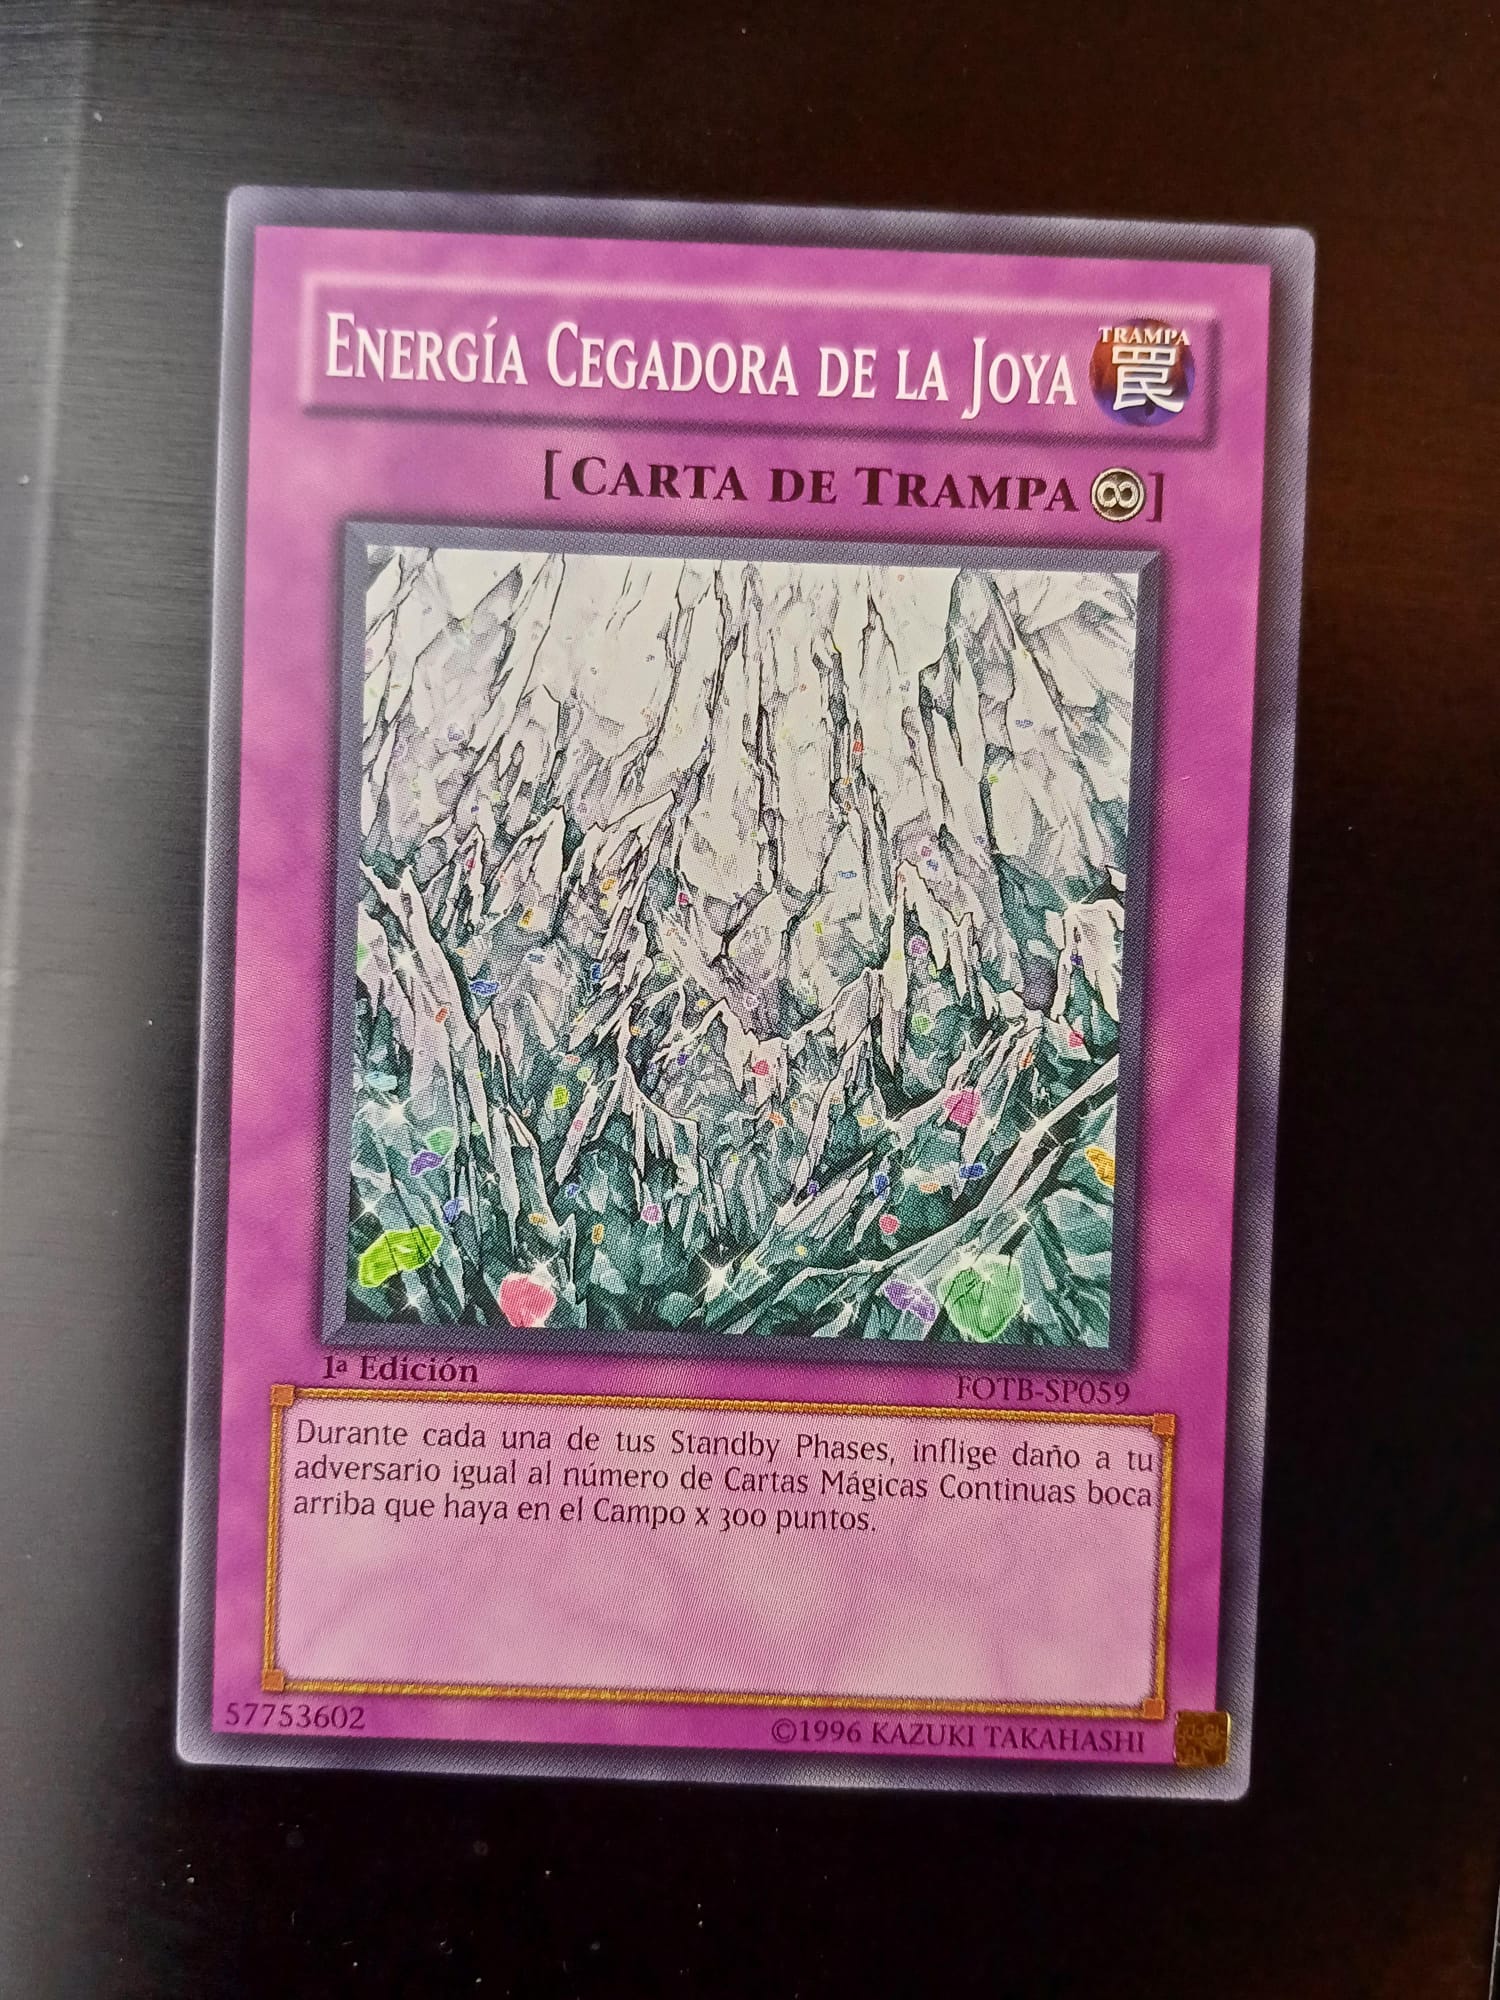 ENERGÍA CEGADORA DE LA JOYA
TRAMPA
罠
[CARTA DE TRAMPA ∞]
1ª Edición
FOTB-SP059
Durante cada una de tus Standby Phases, inflige daño a tu
adversario igual al número de Cartas Mágicas Continuas boca
arriba que haya en el Campo x 300 puntos.
57753602
©1996 KAZUKI TAKAHASHI